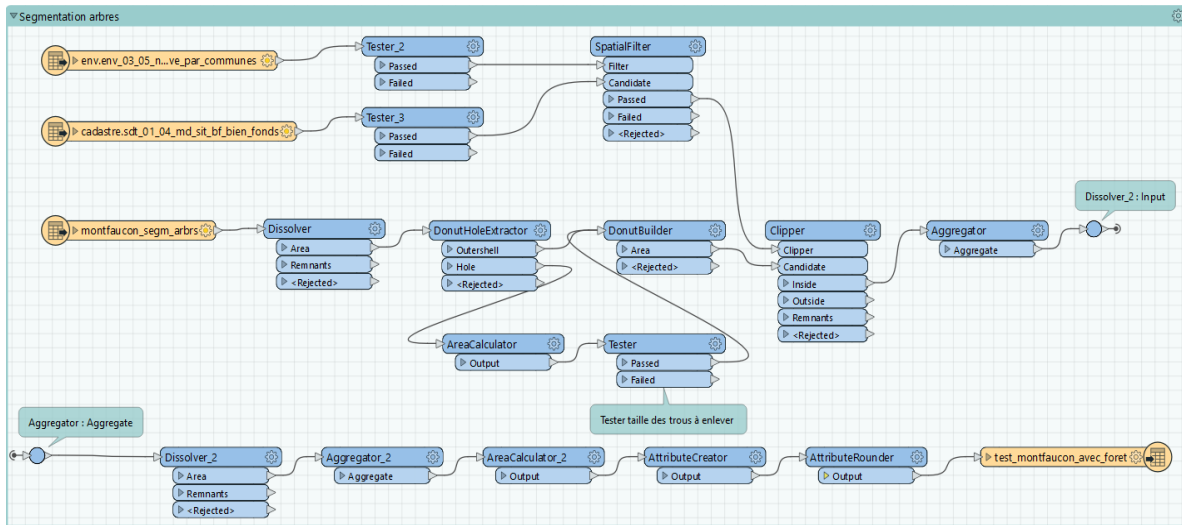 Segmentation arbres
env.env_03_05_n...ve_par_communes
Tester_2
Passed
Failed
SpatialFilter
Filter
Candidate
Passed
Failed
<Rejected>
cadastre.sdt_01_04_md_sit_bf_bien_fonds
Tester_3
Passed
Failed
montfaucon_segm_arbrs
Dissolver
Area
Remnants
<Rejected>
DonutHoleExtractor
Outershell
Hole
<Rejected>
DonutBuilder
Area
<Rejected>
Clipper
Clipper
Candidate
Inside
Outside
Remnants
<Rejected>
Aggregator
Aggregate
Dissolver_2 : Input
AreaCalculator
Output
Tester
Passed
Failed
Tester taille des trous à enlever
Aggregator : Aggregate
Dissolver_2
Area
Remnants
<Rejected>
Aggregator_2
Aggregate
AreaCalculator_2
Output
AttributeCreator
Output
AttributeRounder
Output
test_montfaucon_avec_foret